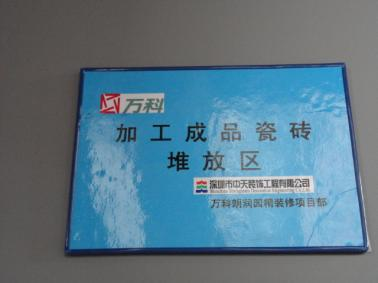 万科
加工成品瓷砖
堆放区
深圳市中天装饰工程有限公司
万科朗润园精装修项目部